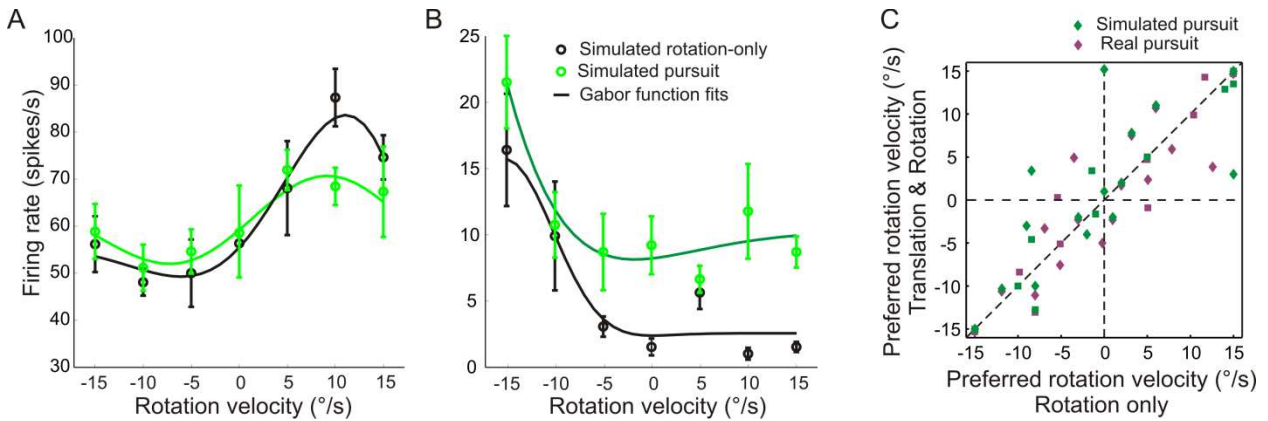 A
Firing rate (spikes/s)
100
90
80
70
60
50
40
30
-15 -10 -5 0 5 10 15
Rotation velocity (°/s)
B
25
20
15
10
5
0
Simulated rotation-only
Simulated pursuit
Gabor function fits
-15 -10 -5 0 5 10 15
Rotation velocity (°/s)
C
Simulated pursuit
Real pursuit
Preferred rotation velocity (°/s)
Translation & Rotation
15
10
5
0
-5
-10
-15
-15 -10 -5 0 5 10 15
Preferred rotation velocity (°/s)
Rotation only